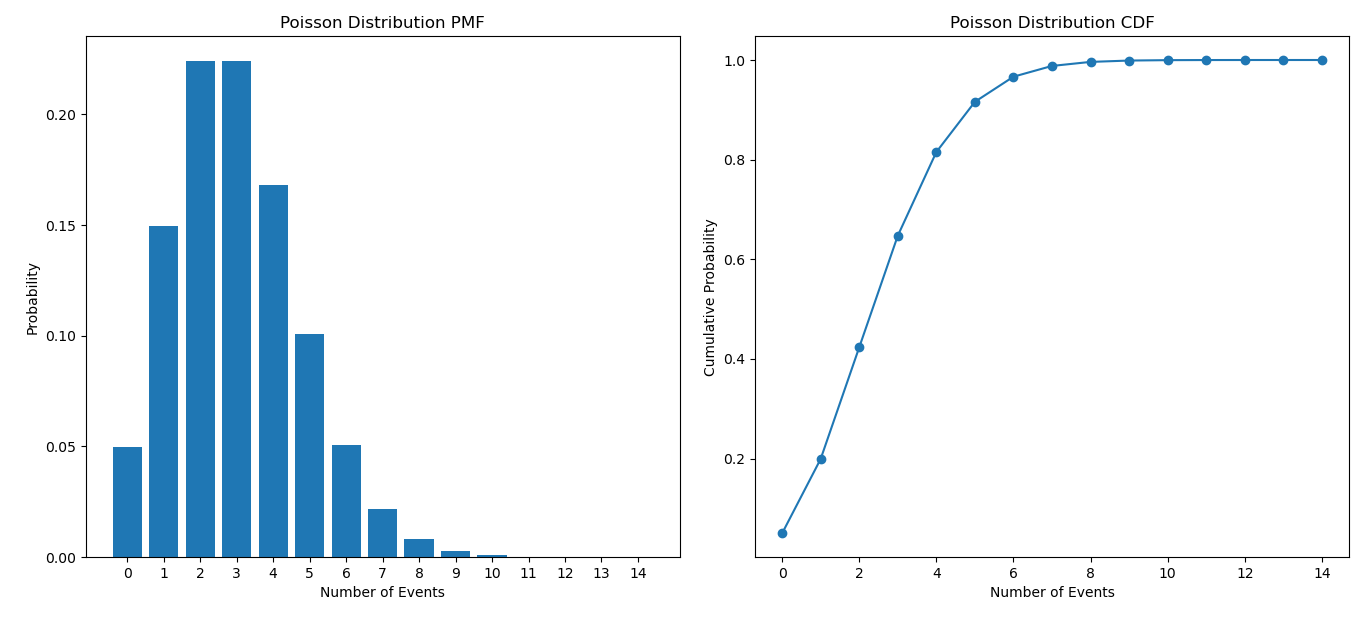 Poisson Distribution PMF
Probability
0.20
0.15
0.10
0.05
0.00
0 1 2 3 4 5 6 7 8 9 10 11 12 13 14
Number of Events
Poisson Distribution CDF
Cumulative Probability
1.0
0.8
0.6
0.4
0.2
0 2 4 6 8 10 12 14
Number of Events